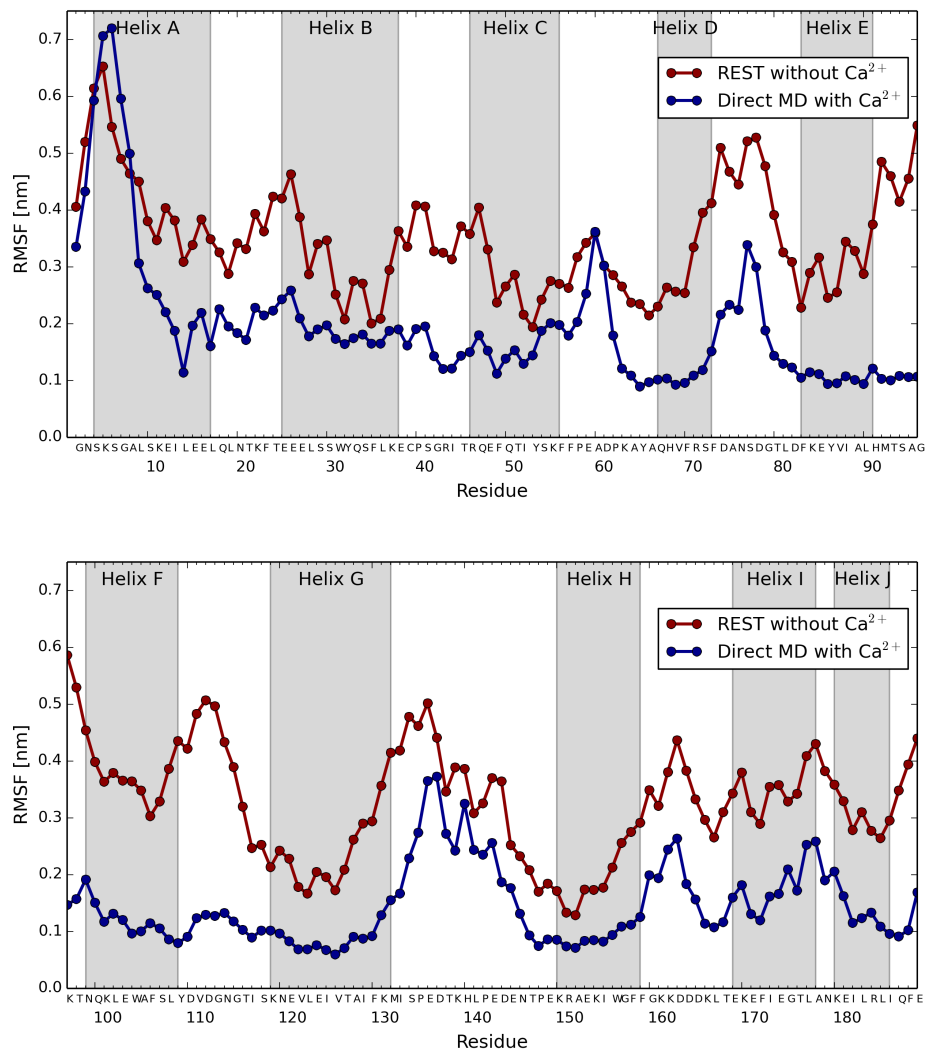 Helix A Helix B Helix C Helix D Helix E
0.7
REST without Ca2+
Direct MD with Ca2+
0.6
0.5
0.4
0.3
0.2
0.1
0.0
RMSF [nm]
GNSKSGALSKEILEELQLNTKFTEEELSSWYQSFLKECPSGRITRQEFQTIYSKFFPEADPKAYAQHVFRSFDANSDGTLDFKEYVIALHMTSAG
10 20 30 40 50 60 70 80 90
Residue
Helix F Helix G Helix H Helix I Helix J
0.7
REST without Ca2+
Direct MD with Ca2+
0.6
0.5
0.4
0.3
0.2
0.1
0.0
RMSF [nm]
KTNQKLEWAFSLYDVDGNGTISKNEVLEIVTAIFKMISPEDTKHLPEDENTPEKRAEKIWGFFGKKDDDKLTEKEFIEGTLANKEILRLIQFE
100 110 120 130 140 150 160 170 180
Residue